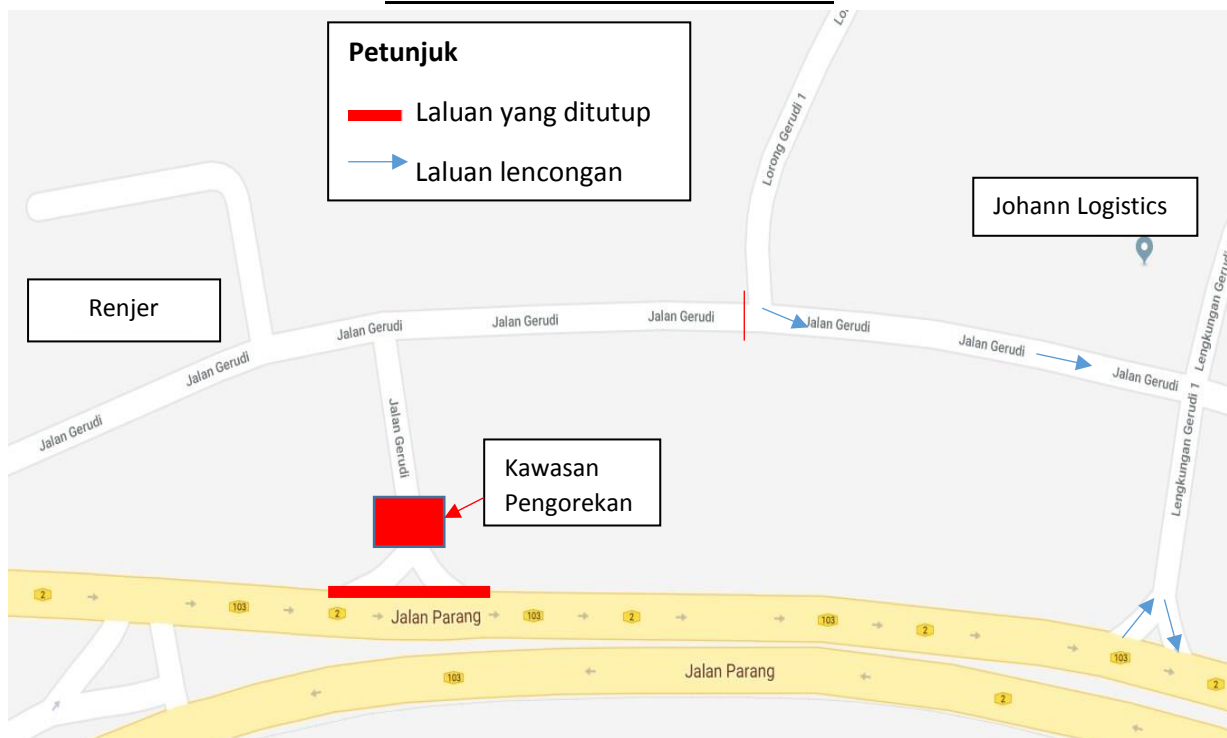 Petunjuk
Laluan yang ditutup
Laluan lencongan
Lorong Gerudi 1
Johann Logistics
Renjer
Jalan Gerudi
Jalan Gerudi
Jalan Gerudi
Jalan Gerudi
Jalan Gerudi
Jalan Gerudi
Jalan Gerudi
Jalan Gerudi
Jalan Gerudi
Lengkungan Gerudi
Lengkungan Gerudi 1
Kawasan
Pengorekan
2
103
2
Jalan Parang
103
2
103
2
103
2
103
Jalan Parang
2